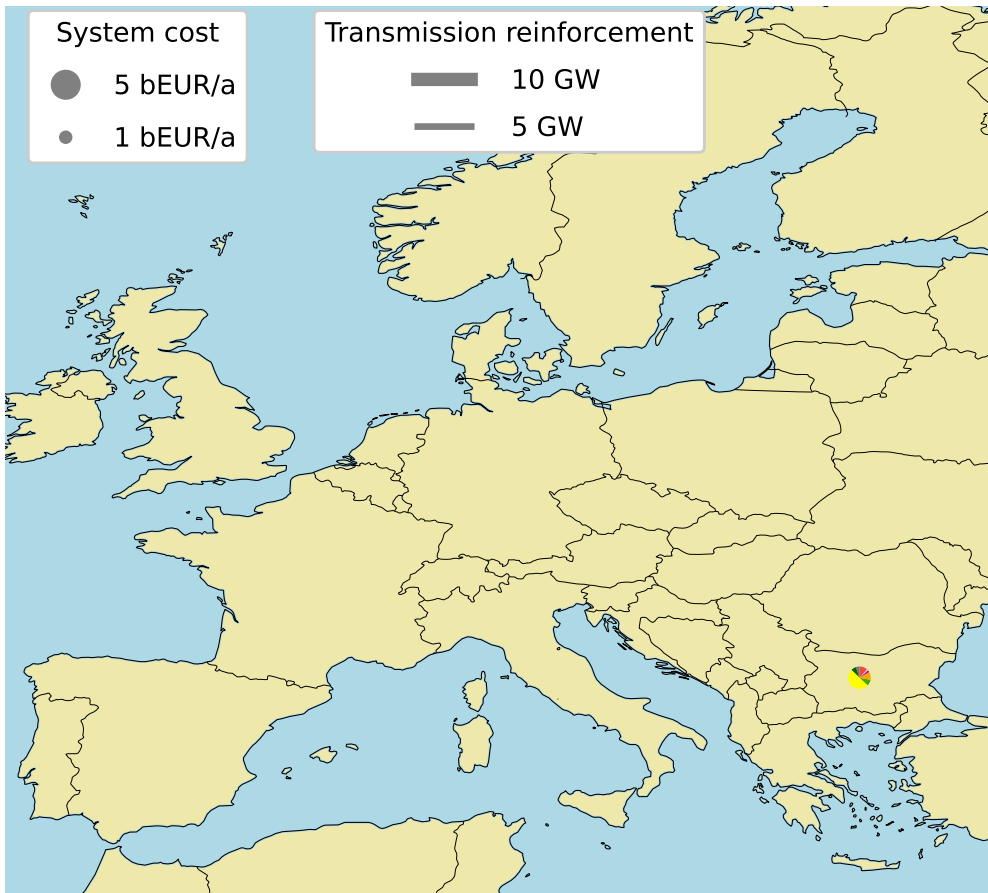 System cost
5 bEUR/a
1 bEUR/a
Transmission reinforcement
10 GW
5 GW